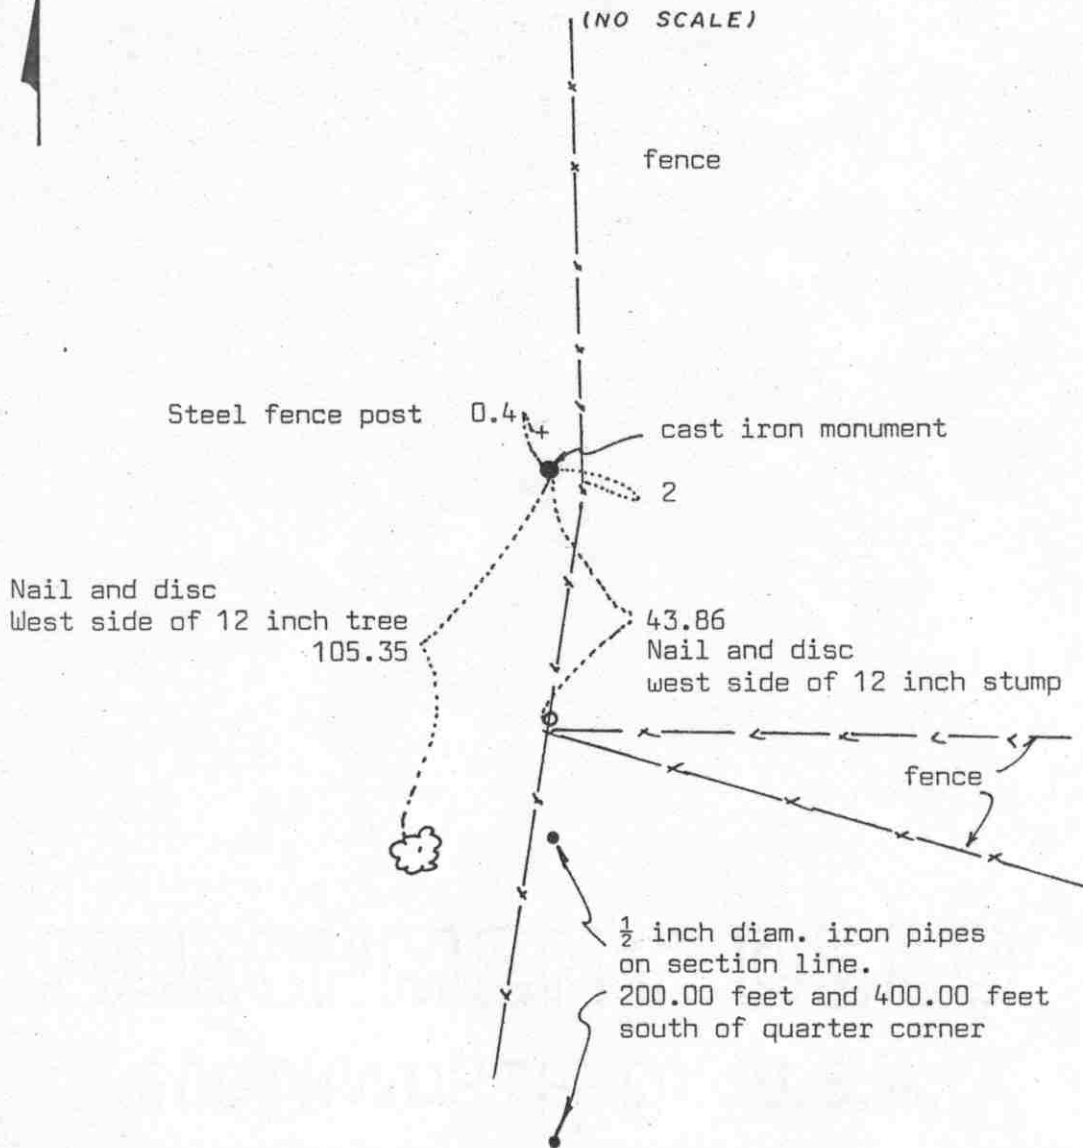 (NO SCALE)
fence
Steel fence post 0.4
cast iron monument
2
Nail and disc
West side of 12 inch tree
105.35
43.86
Nail and disc
west side of 12 inch stump
fence
½ inch diam. iron pipes
on section line.
200.00 feet and 400.00 feet
south of quarter corner